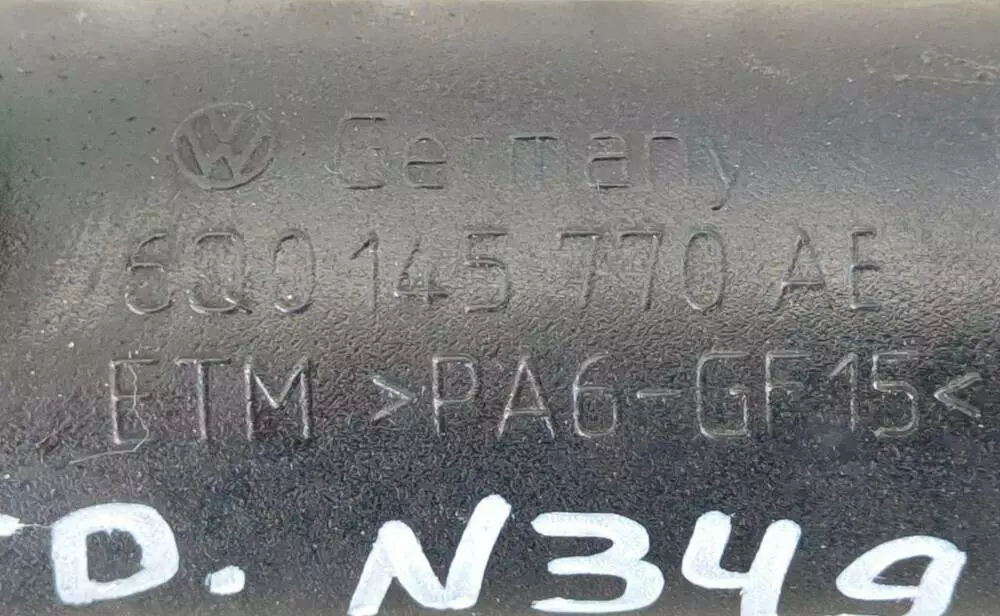 Germany
6Q0 145 770 AE
ETM >PA6-GF15<
D. N349